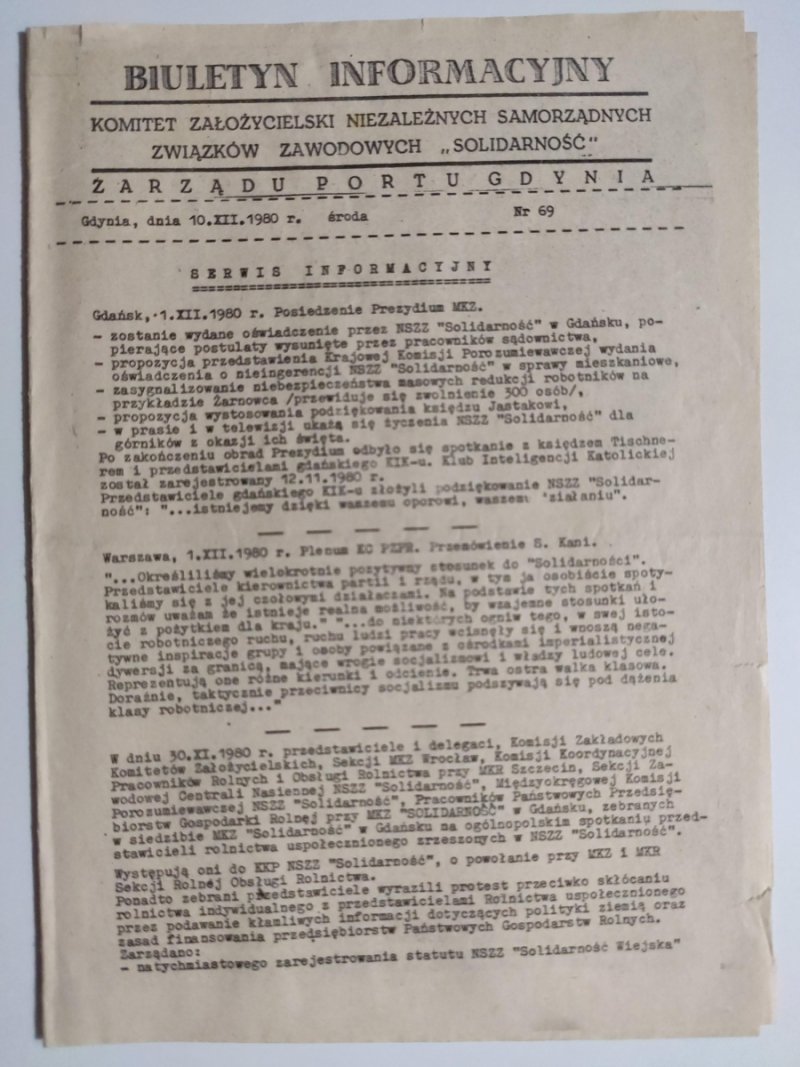 BIULETYN INFORMACYJNY
KOMITET ZAŁOŻYCIELSKI NIEZALEŻNYCH SAMORZĄDNYCH
ZWIĄZKÓW ZAWODOWYCH „SOLIDARNOŚĆ"
ZARZĄDU PORTU GDYNIA
Gdynia, dnia 10.XII.1980 r. środa Nr 69
SERWIS INFORMACYJNY
Gdańsk, 1.XII.1980 r. Posiedzenie Prezydium MKZ.
- zostanie wydane oświadczenie przez NSZZ "Solidarność" w Gdańsku, po-
pierające postulaty wysunięte przez pracowników sądownictwa,
- propozycja przedstawienia Krajowej Komisji Porozumiewawczej wydania
oświadczenia o nieingerencji NSZZ "Solidarność" w sprawy mieszkaniowe,
- zasygnalizowanie niebezpieczeństwa masowych redukcji robotników na
przykładzie Żarnowca /przewiduje się zwolnienie 300 osób/,
- propozycja wystosowania podziękowania księdzu Jastakowi,
- w prasie i w telewizji ukażą się życzenia NSZZ "Solidarność" dla
górników z okazji ich święta.
Po zakończeniu obrad Prezydium odbyło się spotkanie z księdzem Tischne-
rem i przedstawicielami gdańskiego KIK-u. Klub Inteligencji Katolickiej
został zarejestrowany 12.11.1980 r.
Przedstawiciele gdańskiego KIK-u złożyli podziękowanie NSZZ "Solidar-
ność": "...istniejemy dzięki waszemu oporowi, waszemu działaniu".
Warszawa, 1.XII.1980 r. Plenum KC PZPR. Przemówienie S. Kani.
"...Określiliśmy wielokrotnie pozytywny stosunek do "Solidarności".
Przedstawiciele kierownictwa partii i rządu, w tym ja osobiście spoty-
kaliśmy się z jej czołowymi działaczami. Na podstawie tych spotkań i
rozmów uważam że istnieje realna możliwość, by wzajemne stosunki uło-
żyć z pożytkiem dla kraju." "...do niektórych ogniw tego, w swej isto-
cie robotniczego ruchu, ruchu ludzi pracy wcisnęły się i wnoszą nega-
tywne inspiracje grupy i osoby powiązane z ośrodkami imperialistycznej
dywersji za granicą, mające wrogie socjalizmowi i władzy ludowej cele.
Reprezentują one różne kierunki i odcienie. Trwa ostra walka klasowa.
Doraźnie, taktycznie przeciwnicy socjalizmu podszywają się pod dążenia
klasy robotniczej..."
W dniu 30.XI.1980 r. przedstawiciele i delegaci, Komisji Zakładowych
Komitetów Założycielskich, Sekcji MKZ Wrocław, Komisji Koordynacyjnej
Pracowników Rolnych i Obsługi Rolnictwa przy MKR Szczecin, Sekcji Za-
wodowej Centrali Nasiennej NSZZ "Solidarność", Międzyokręgowej Komisji
Porozumiewawczej NSZZ "Solidarność", Pracowników Państwowych Przedsię-
biorstw Gospodarki Rolnej przy MKZ "SOLIDARNOŚĆ" w Gdańsku, zebranych
w siedzibie MKZ "Solidarność" w Gdańsku na ogólnopolskim spotkaniu przed-
stawicieli rolnictwa uspołecznionego zrzeszonych w NSZZ "Solidarność".
Występują oni do KKP NSZZ "Solidarność", o powołanie przy MKZ i MKR
Sekcji Rolnej Obsługi Rolnictwa.
Ponadto zebrani przedstawiciele wyrazili protest przeciwko skłócaniu
rolnictwa indywidualnego z przedstawicielami Rolnictwa uspołecznionego
przez podawanie kłamliwych informacji dotyczących polityki ziemią oraz
zasad finansowania przedsiębiorstw Państwowych Gospodarstw Rolnych.
Zarządano:
- natychmiastowego zarejestrowania statutu NSZZ "Solidarność Wiejska"